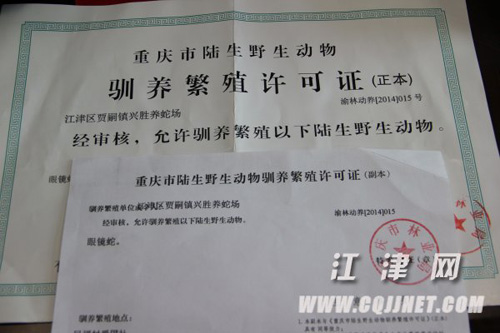 重庆市陆生野生动物
驯养繁殖许可证(正本)
渝林动养[2014]015号
江津区贾嗣镇兴胜养蛇场
经审核，允许驯养繁殖以下陆生野生动物。
眼镜蛇
重庆市陆生野生动物驯养繁殖许可证(副本)
驯养繁殖单位
江津区贾嗣镇兴胜养蛇场
渝林动养[2014]015
经审核，允许驯养繁殖以下陆生野生动物。
眼镜蛇。
庆市林业
驯养繁殖地点：
江津网
WWW.CQJJNET.COM